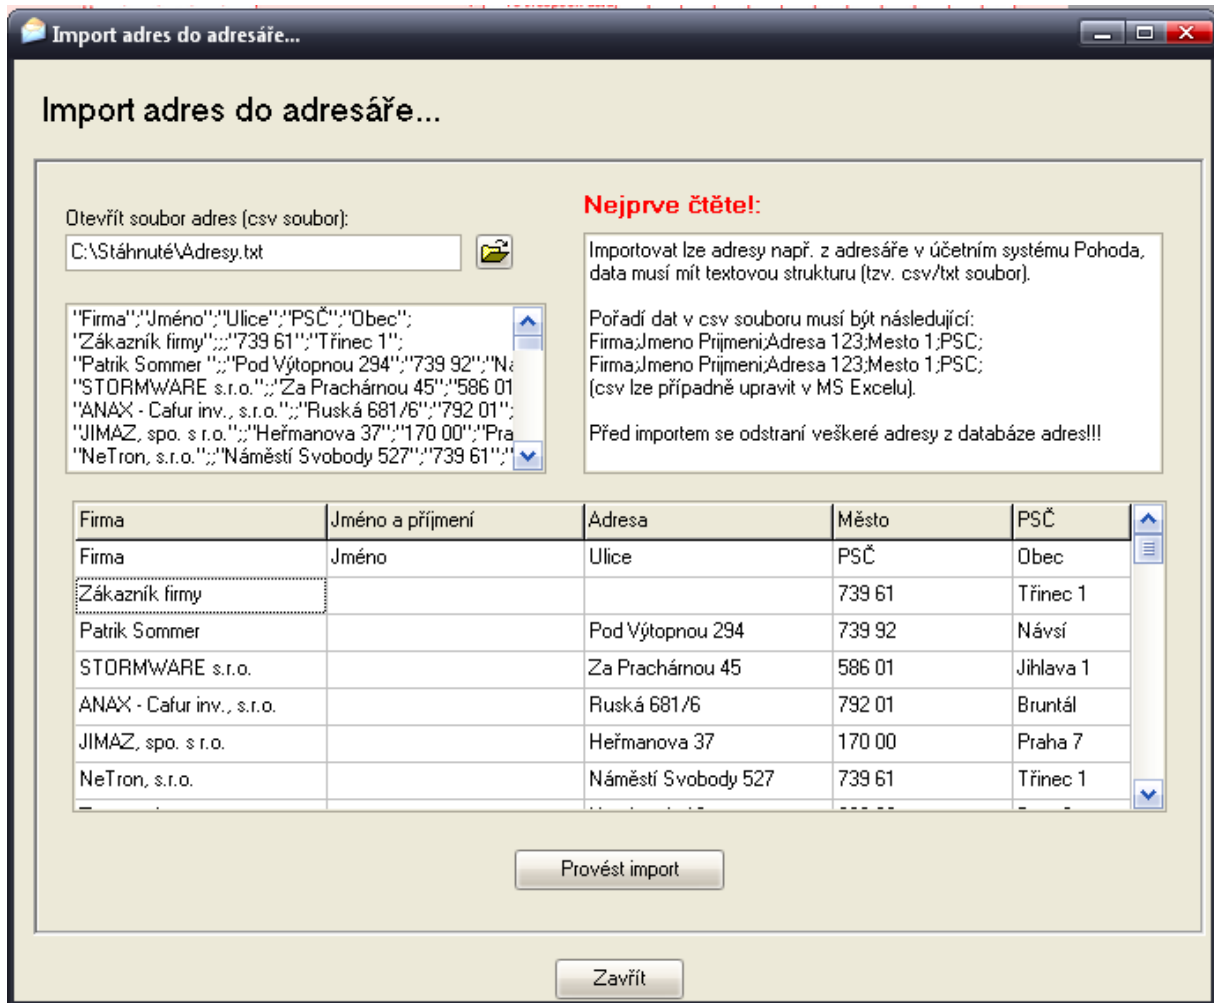 Import adres do adresáře...
Import adres do adresáře...
Otevřít soubor adres (csv soubor):
C:\Stáhnuté\Adresy.txt
"Firma";"Jméno";"Ulice";"PSČ";"Obec";
"Zákazník firmy";;;"739 61";"Třinec 1";
"Patrik Sommer ";;"Pod Výtopnou 294";"739 92";"Ná
"STORMWARE s.r.o.";;"Za Prachárnou 45";"586 01
"ANAX - Cafur inv., s.r.o.";;"Ruská 681/6";"792 01";
"JIMAZ, spo. s r.o.";;"Heřmanova 37";"170 00";"Pra
"NeTron, s.r.o.";;"Náměstí Svobody 527";"739 61";"
Nejprve čtěte!:
Importovat lze adresy např. z adresáře v účetním systému Pohoda,
data musí mít textovou strukturu (tzv. csv/txt soubor).
Pořadí dat v csv souboru musí být následující:
Firma;Jmeno Prijmeni;Adresa 123;Mesto 1;PSC;
Firma;Jmeno Prijmeni;Adresa 123;Mesto 1;PSC;
(csv lze případně upravit v MS Excelu).
Před importem se odstraní veškeré adresy z databáze adres!!!
Firma Jméno a příjmení Adresa Město PSČ
Firma Jméno Ulice PSČ Obec
Zákazník firmy 739 61 Třinec 1
Patrik Sommer Pod Výtopnou 294 739 92 Návsí
STORMWARE s.r.o. Za Prachárnou 45 586 01 Jihlava 1
ANAX - Cafur inv., s.r.o. Ruská 681/6 792 01 Bruntál
JIMAZ, spo. s r.o. Heřmanova 37 170 00 Praha 7
NeTron, s.r.o. Náměstí Svobody 527 739 61 Třinec 1
Provést import
Zavřít